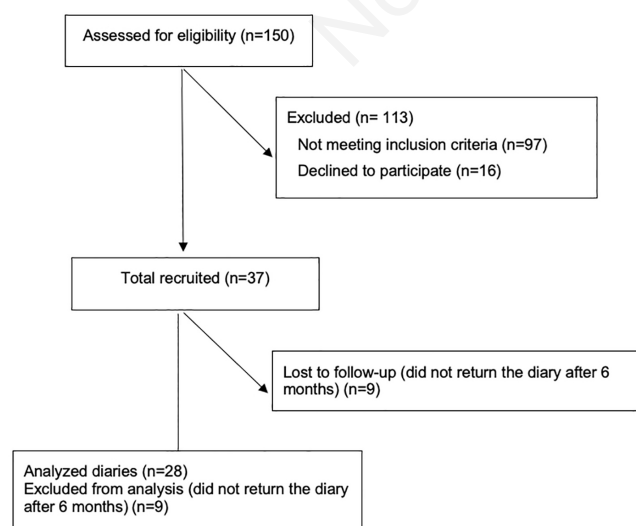 Assessed for eligibility (n=150)
Excluded (n= 113)
Not meeting inclusion criteria (n=97)
Declined to participate (n=16)
Total recruited (n=37)
Lost to follow-up (did not return the diary after 6
months) (n=9)
Analyzed diaries (n=28)
Excluded from analysis (did not return the diary
after 6 months) (n=9)